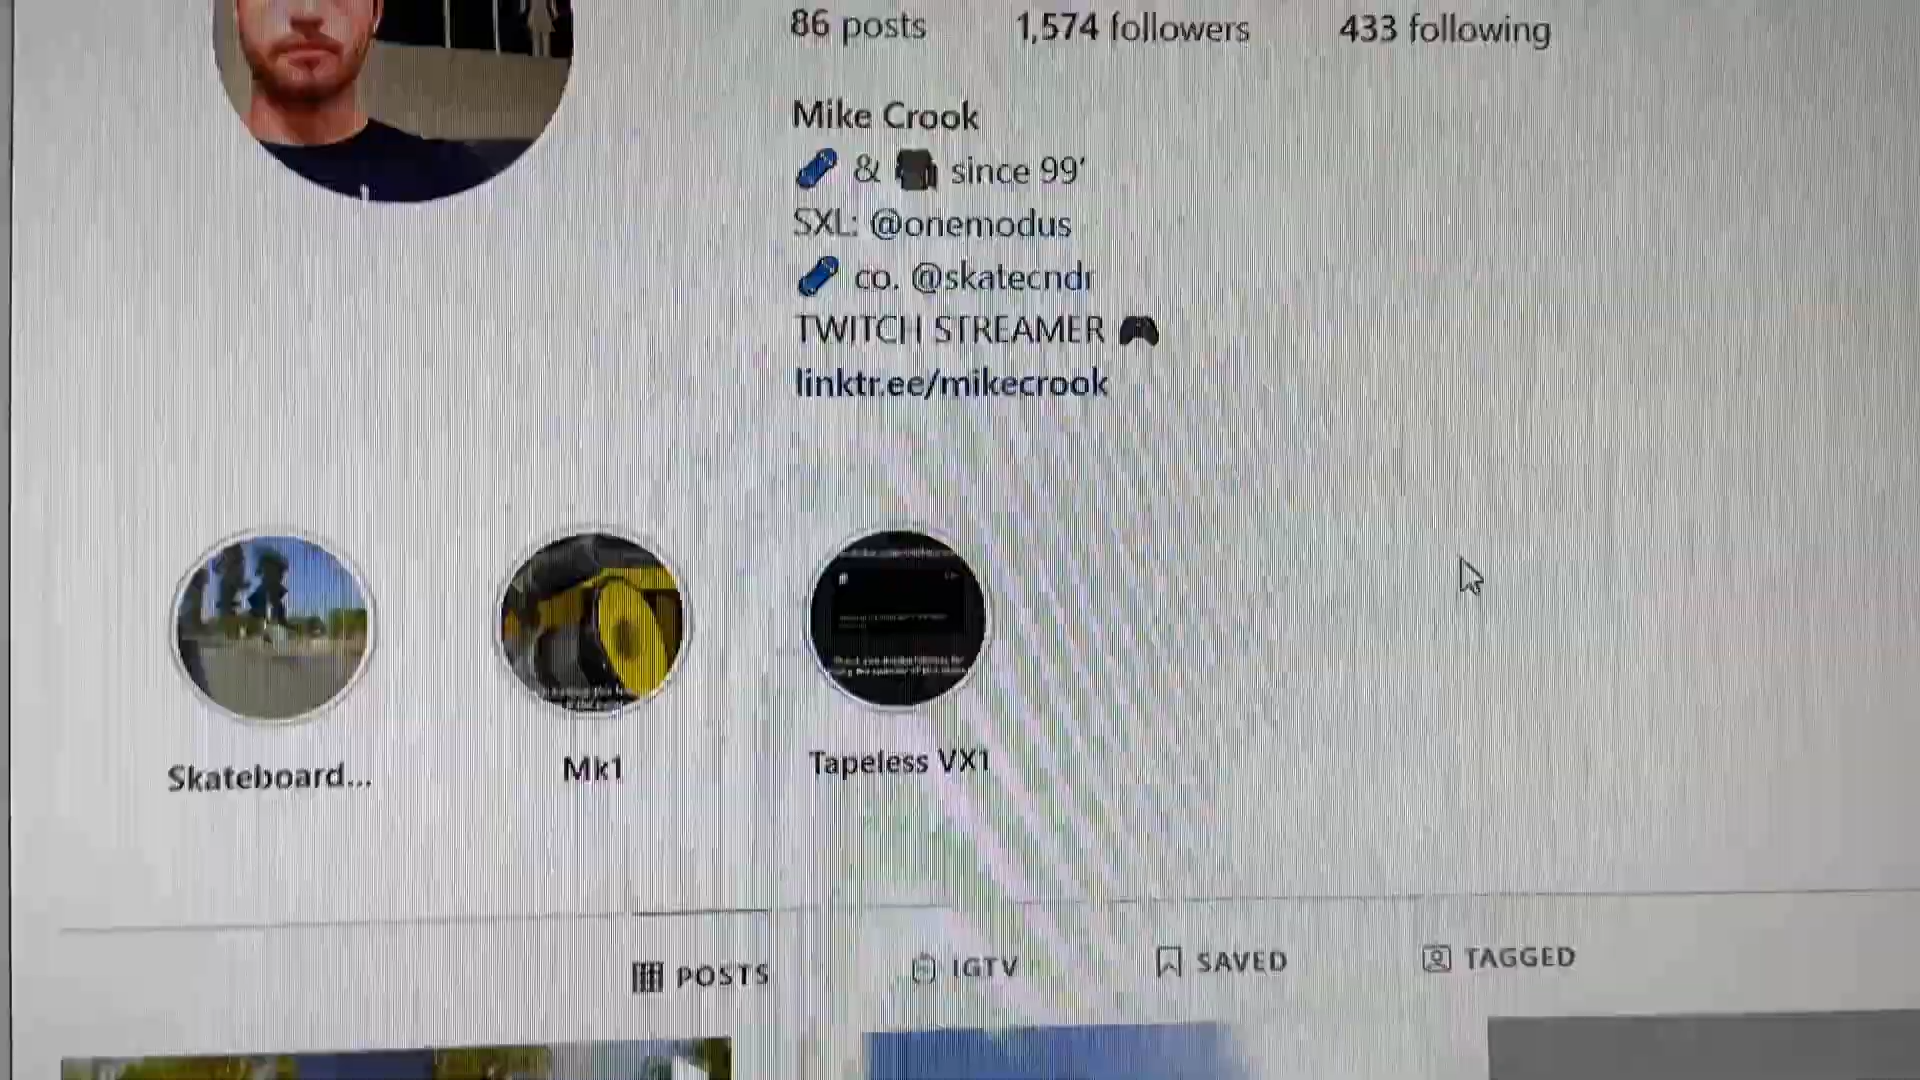 86 posts 1,574 followers 433 following
Mike Crook
& since 99'
SXL: @onemodus
co. @skatecndr
TWITCH STREAMER
linktr.ee/mikecrook
Skateboard... Mk1 Tapeless VX1
POSTS IGTV SAVED TAGGED